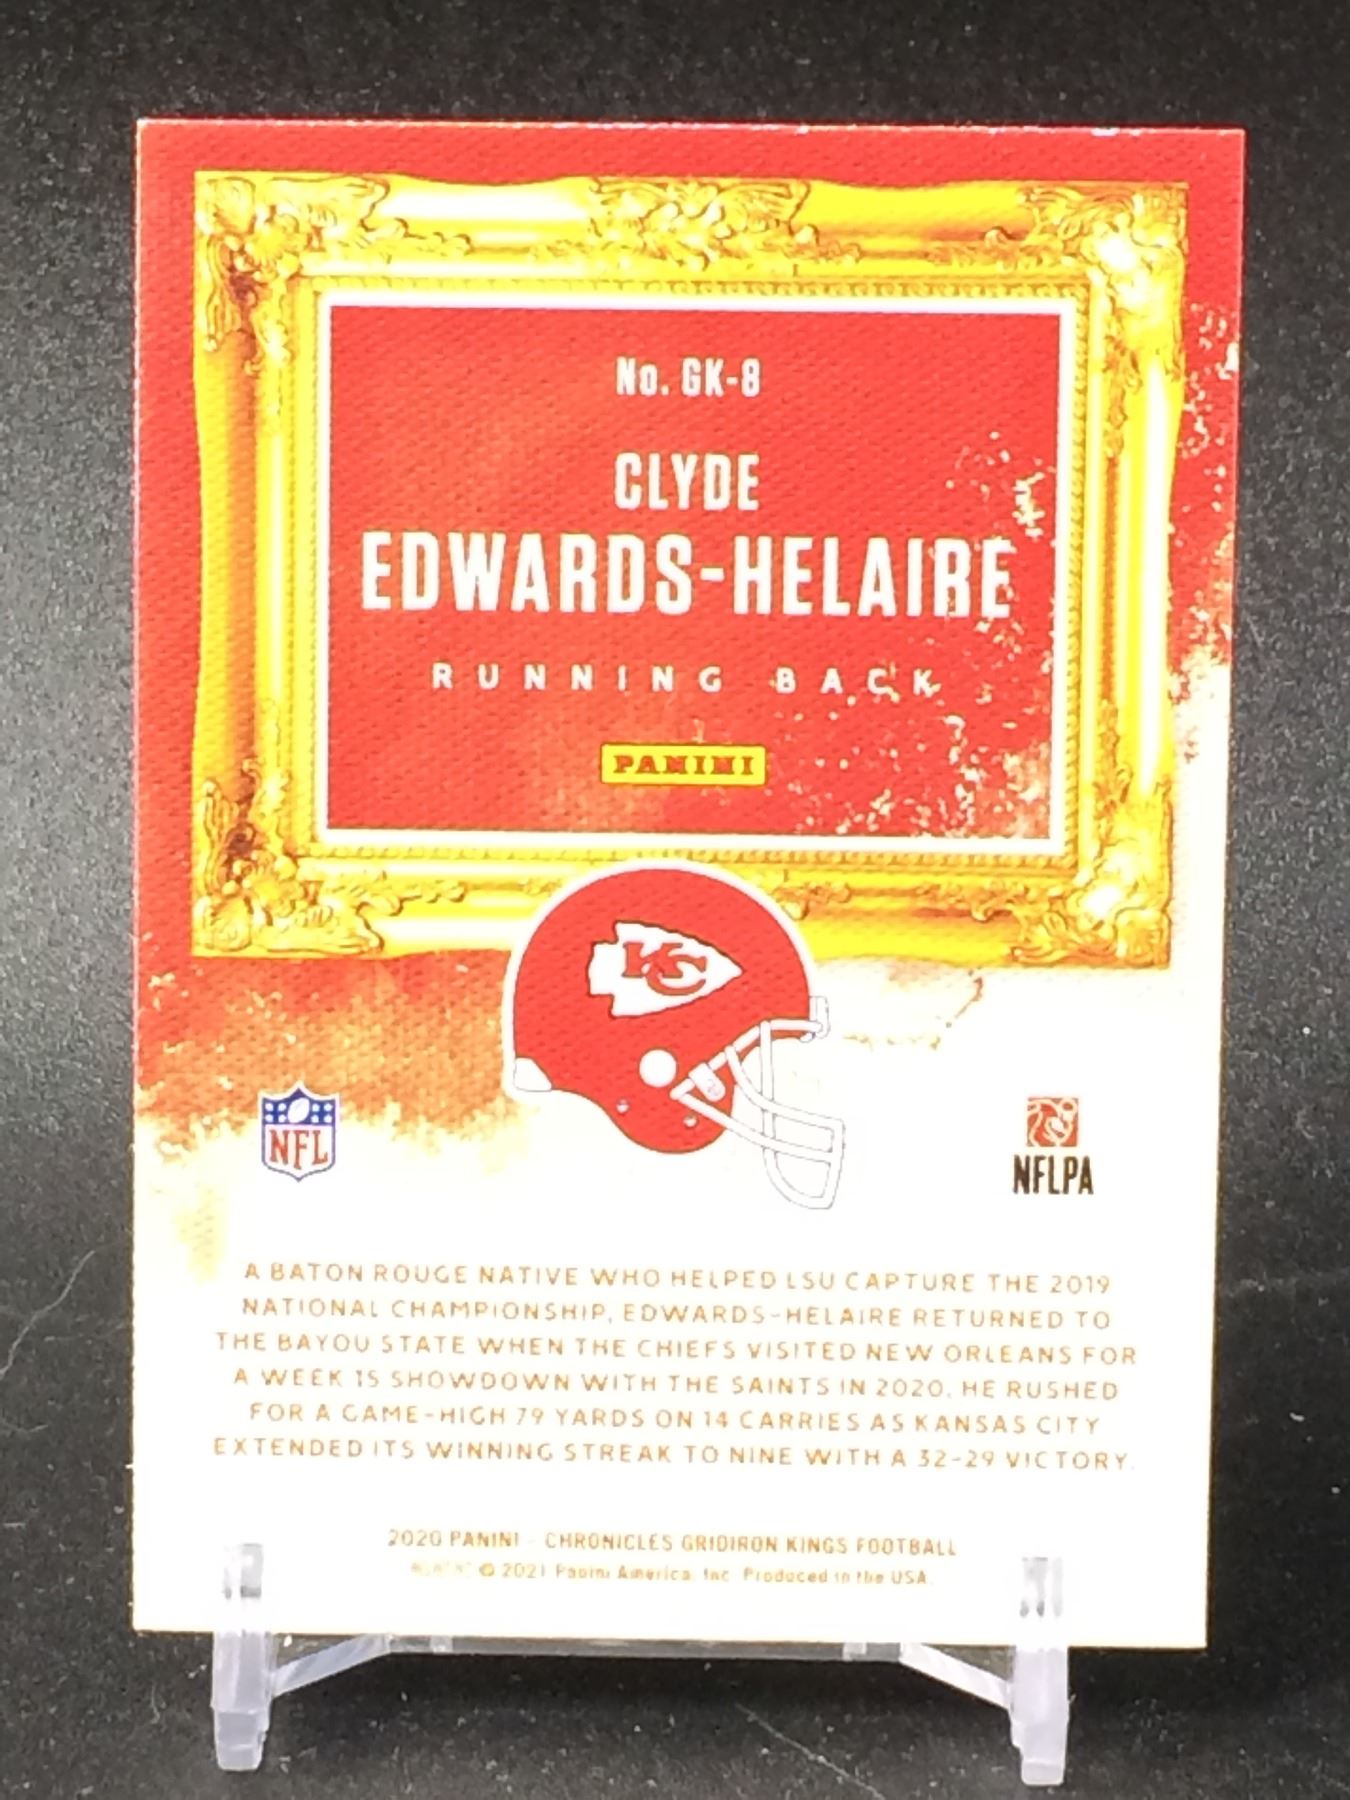 No. GK-8
CLYDE
EDWARDS-HELAIRE
RUNNING BACK
PANINI
KC
NFL
NFLPA
A BATON ROUGE NATIVE WHO HELPED LSU CAPTURE THE 2019
NATIONAL CHAMPIONSHIP, EDWARDS-HELAIRE RETURNED TO
THE BAYOU STATE WHEN THE CHIEFS VISITED NEW ORLEANS FOR
A WEEK 15 SHOWDOWN WITH THE SAINTS IN 2020. HE RUSHED
FOR A GAME-HIGH 79 YARDS ON 14 CARRIES AS KANSAS CITY
EXTENDED ITS WINNING STREAK TO NINE WITH A 32-29 VICTORY.
2020 PANINI - CHRONICLES GRIDIRON KINGS FOOTBALL
© 2021 Panini America, Inc. Produced in the USA.